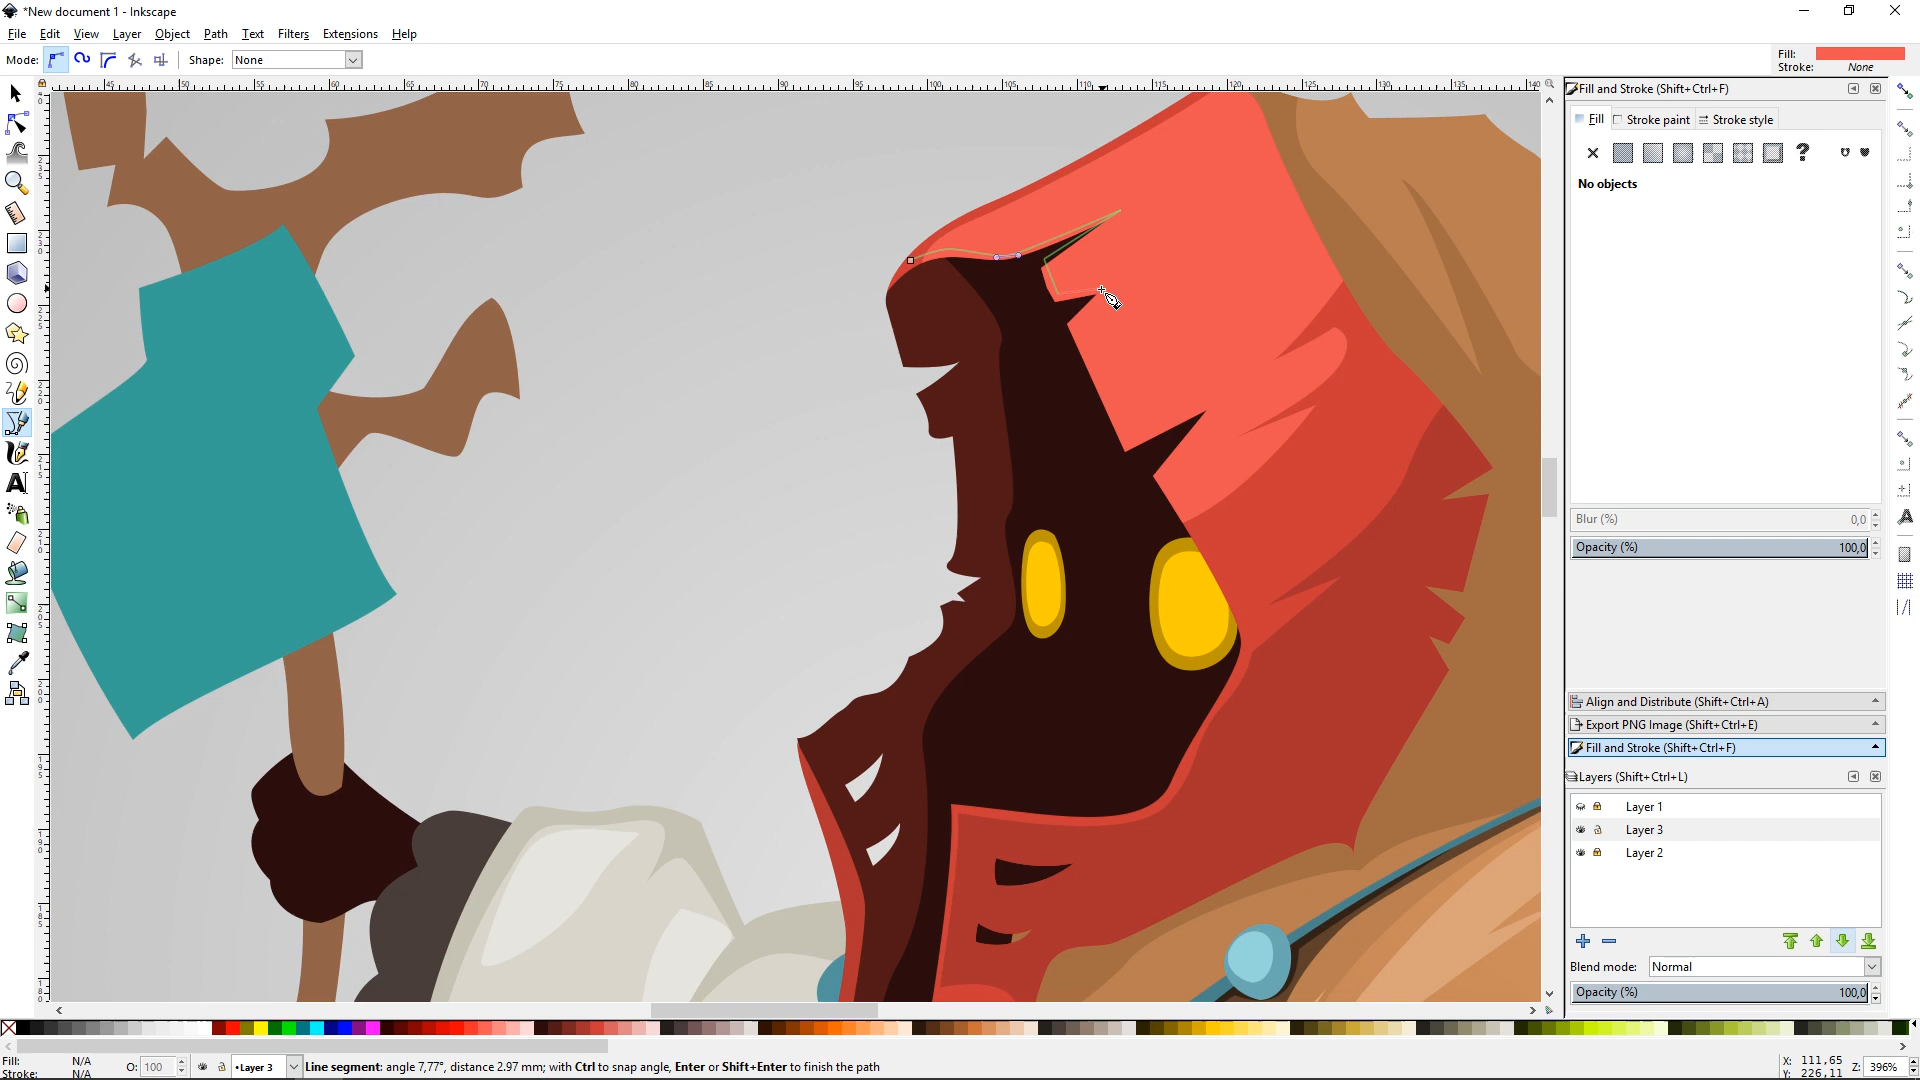 *New document 1 - Inkscape
File Edit View Layer Object Path Text Filters Extensions Help
Mode: Shape: None Fill:
Stroke: None
Fill and Stroke (Shift+Ctrl+F)
Fill Stroke paint Stroke style
No objects
Blur (%) 0,0
Opacity (%) 100,0
Align and Distribute (Shift+Ctrl+A)
Export PNG Image (Shift+Ctrl+E)
Fill and Stroke (Shift+Ctrl+F)
Layers (Shift+Ctrl+L)
Layer 1
Layer 3
Layer 2
Blend mode: Normal
Opacity (%) 100,0
Fill: N/A O: 100 •Layer 3 Line segment: angle 7,77°, distance 2.97 mm; with Ctrl to snap angle, Enter or Shift+Enter to finish the path X: 111,65 Z: 396%
Stroke: N/A Y: 226,11